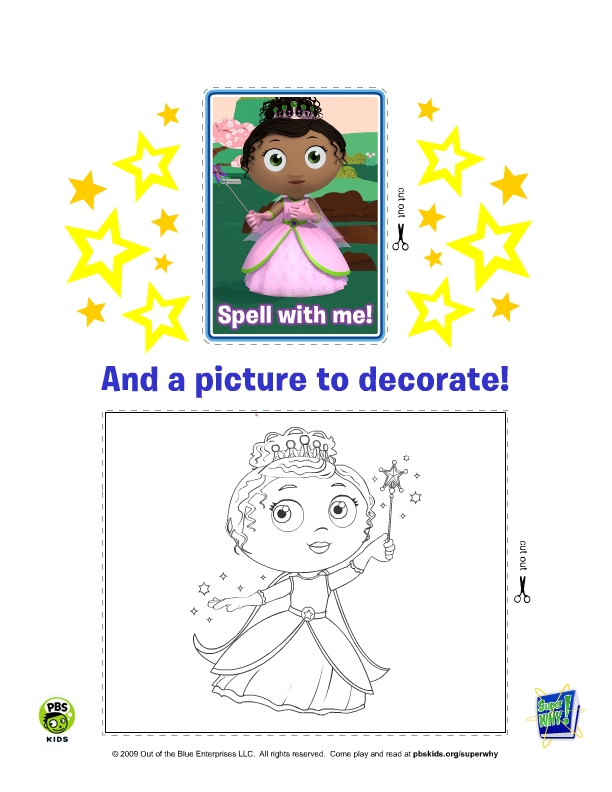 cut out
Spell with me!
And a picture to decorate!
cut out
PBS
KIDS
SUPER
WHY!
© 2009 Out of the Blue Enterprises LLC.  All rights reserved.  Come play and read at pbskids.org/superwhy